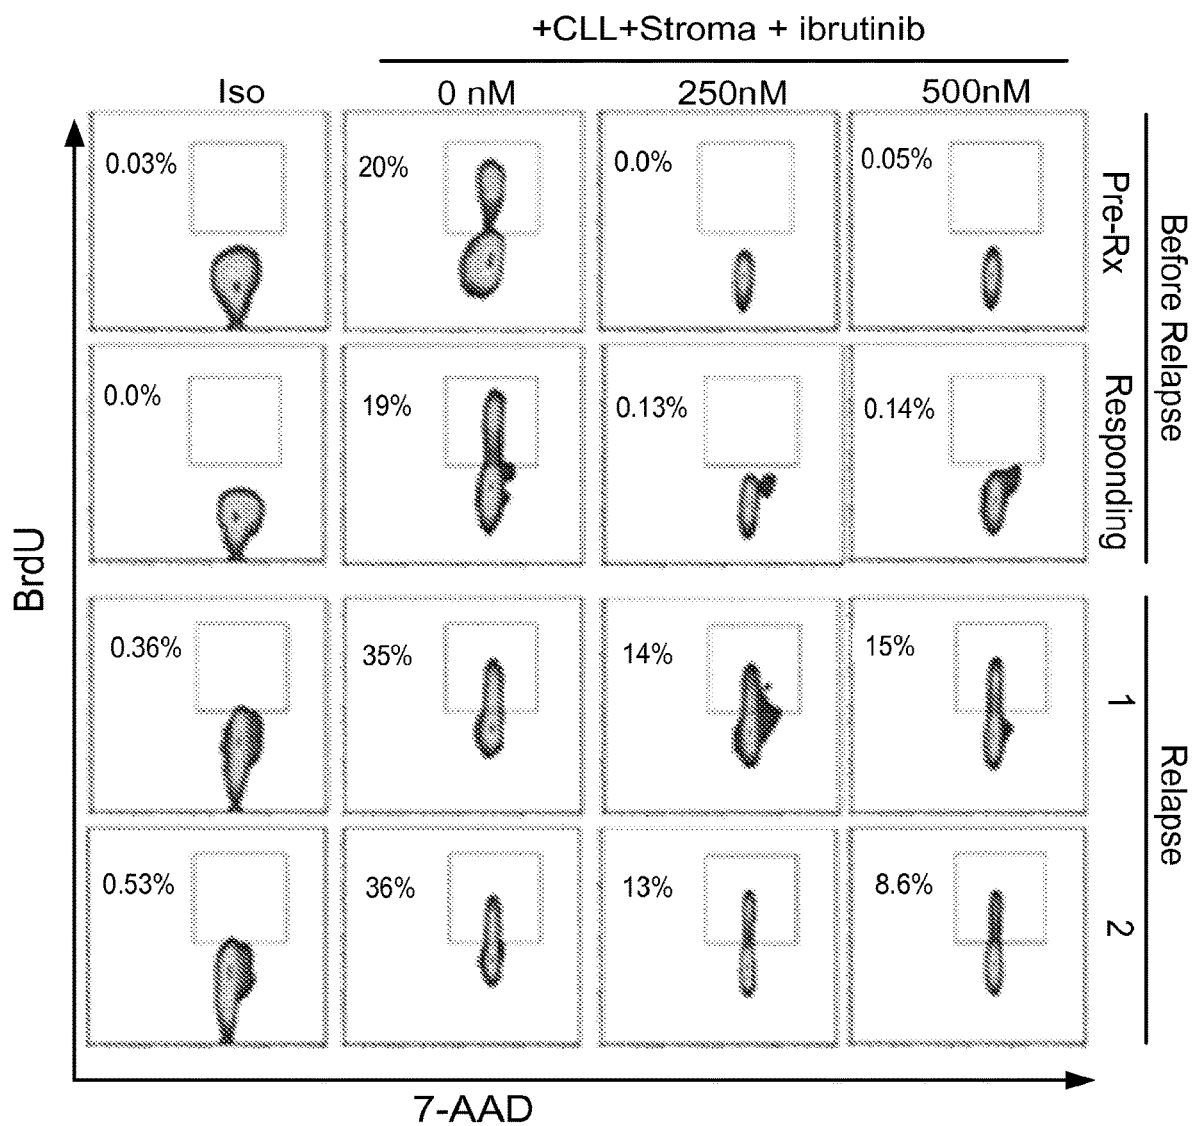 +CLL+Stroma + ibrutinib
Iso 0 nM 250nM 500nM
0.03% 20% 0.0% 0.05%
Pre-Rx
0.0% 19% 0.13% 0.14%
Responding
Before Relapse
0.36% 35% 14% 15%
1
0.53% 36% 13% 8.6%
2
Relapse
BrdU
7-AAD